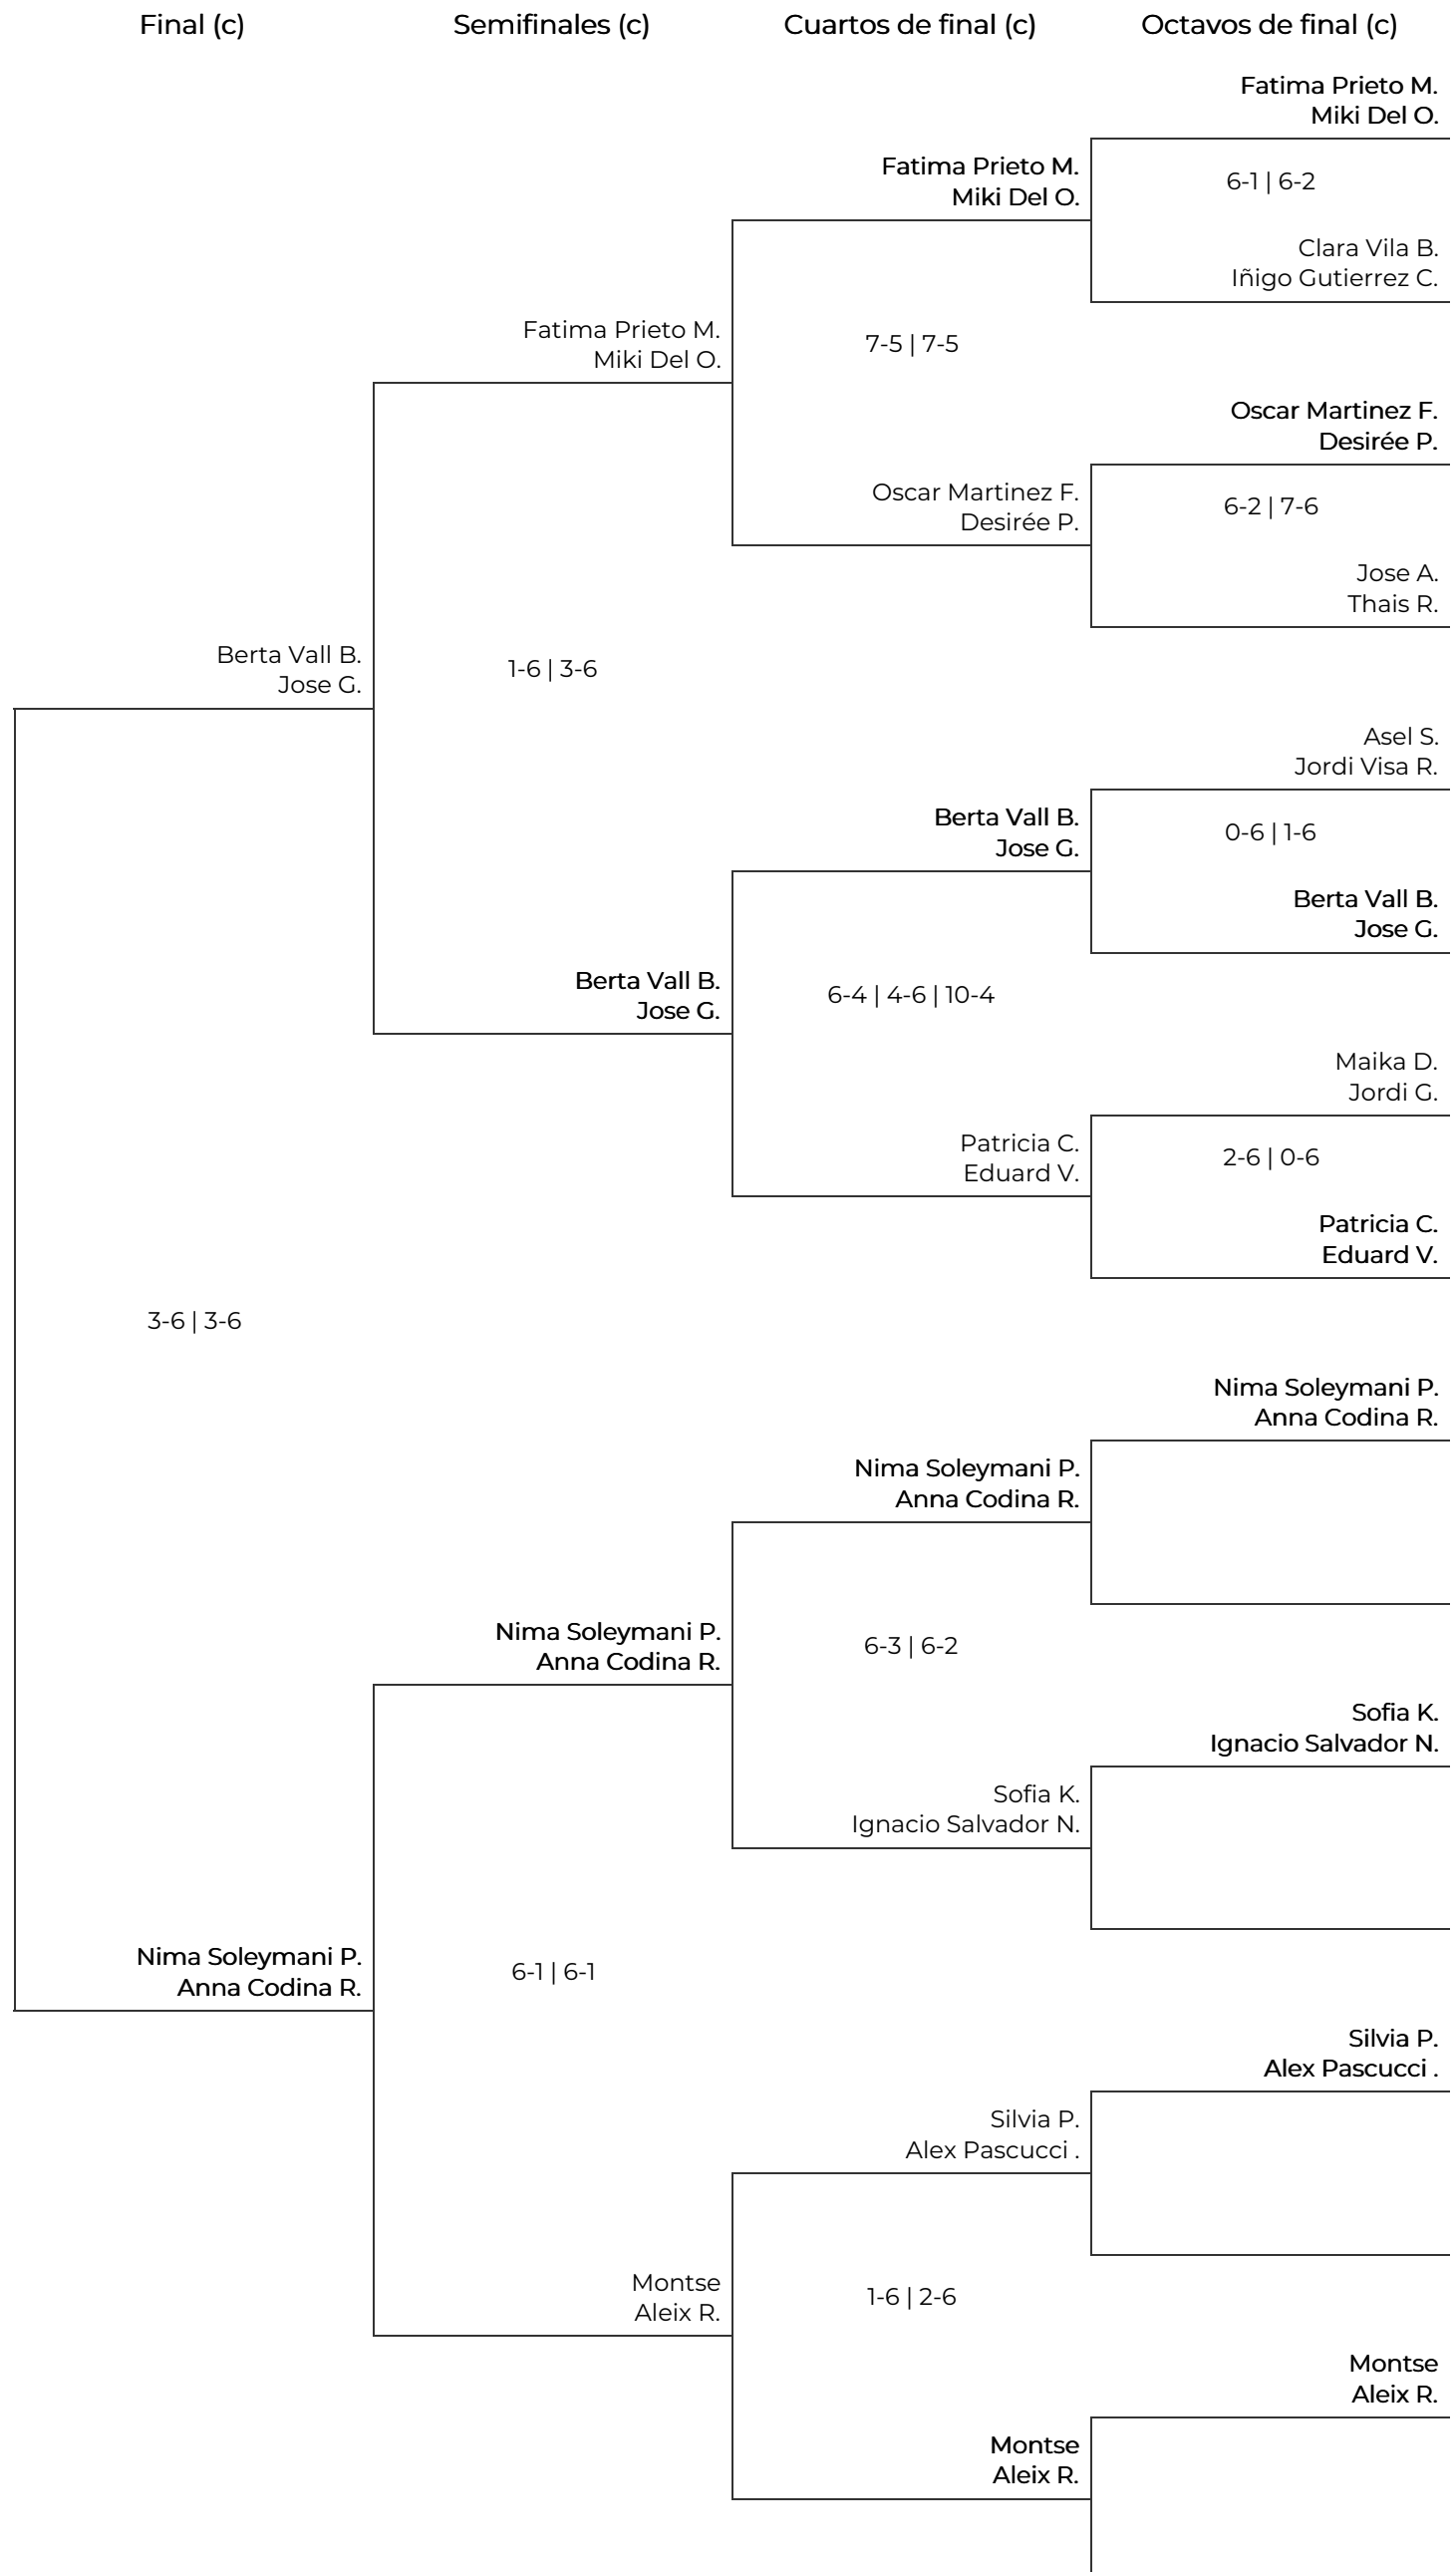 Final (c)
Semifinales (c)
Cuartos de final (c)
Octavos de final (c)
Fatima Prieto M.
Miki Del O.
Fatima Prieto M.
Miki Del O.
6-1 | 6-2
Clara Vila B.
Iñigo Gutierrez C.
Fatima Prieto M.
Miki Del O.
7-5 | 7-5
Oscar Martinez F.
Desirée P.
Oscar Martinez F.
Desirée P.
6-2 | 7-6
Jose A.
Thais R.
Berta Vall B.
Jose G.
1-6 | 3-6
Asel S.
Jordi Visa R.
Berta Vall B.
Jose G.
0-6 | 1-6
Berta Vall B.
Jose G.
Berta Vall B.
Jose G.
6-4 | 4-6 | 10-4
Maika D.
Jordi G.
Patricia C.
Eduard V.
2-6 | 0-6
Patricia C.
Eduard V.
3-6 | 3-6
Nima Soleymani P.
Anna Codina R.
Nima Soleymani P.
Anna Codina R.
Nima Soleymani P.
Anna Codina R.
6-3 | 6-2
Sofia K.
Ignacio Salvador N.
Sofia K.
Ignacio Salvador N.
Nima Soleymani P.
Anna Codina R.
6-1 | 6-1
Silvia P.
Alex Pascucci .
Silvia P.
Alex Pascucci .
Montse
Aleix R.
1-6 | 2-6
Montse
Aleix R.
Montse
Aleix R.